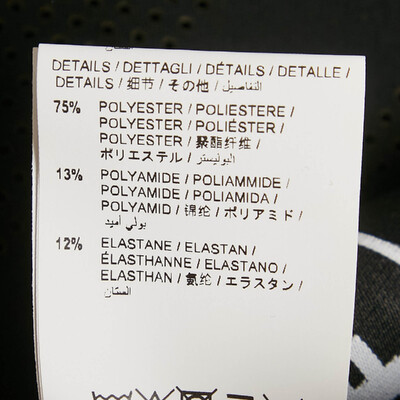 DETAILS / DETTAGLI / DÉTAILS / DETALLE /
DETAILS / 细节 / その他 / التفاصيل
75% POLYESTER / POLIESTERE /
POLYESTER / POLIÉSTER /
POLYESTER / 聚酯纤维 /
ポリエステル / البوليستر
13% POLYAMIDE / POLIAMMIDE /
POLYAMIDE / POLIAMIDA /
POLYAMID / 锦纶 / ポリアミド /
بولي أميد
12% ELASTANE / ELASTAN /
ÉLASTHANNE / ELASTANO /
ELASTHAN / 氨纶 / エラスタン /